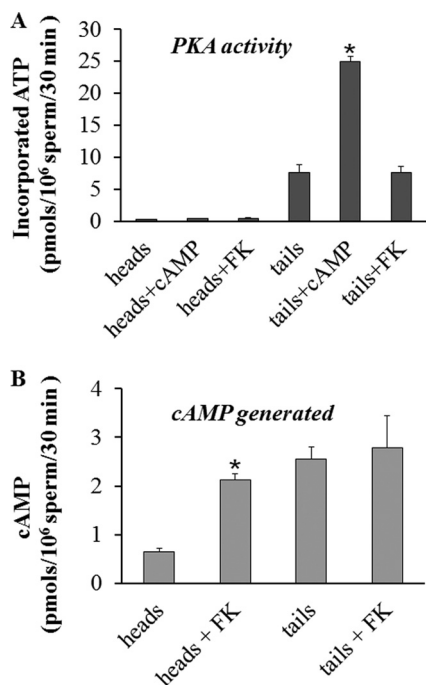 A
PKA activity
Incorporated ATP
(pmols/10⁶ sperm/30 min )
30
25
20
15
10
5
0
*
heads
heads+cAMP
heads+FK
tails
tails+cAMP
tails+FK
B
cAMP generated
cAMP
(pmols/10⁶ sperm/30 min )
4
3
2
1
0
*
heads
heads + FK
tails
tails + FK